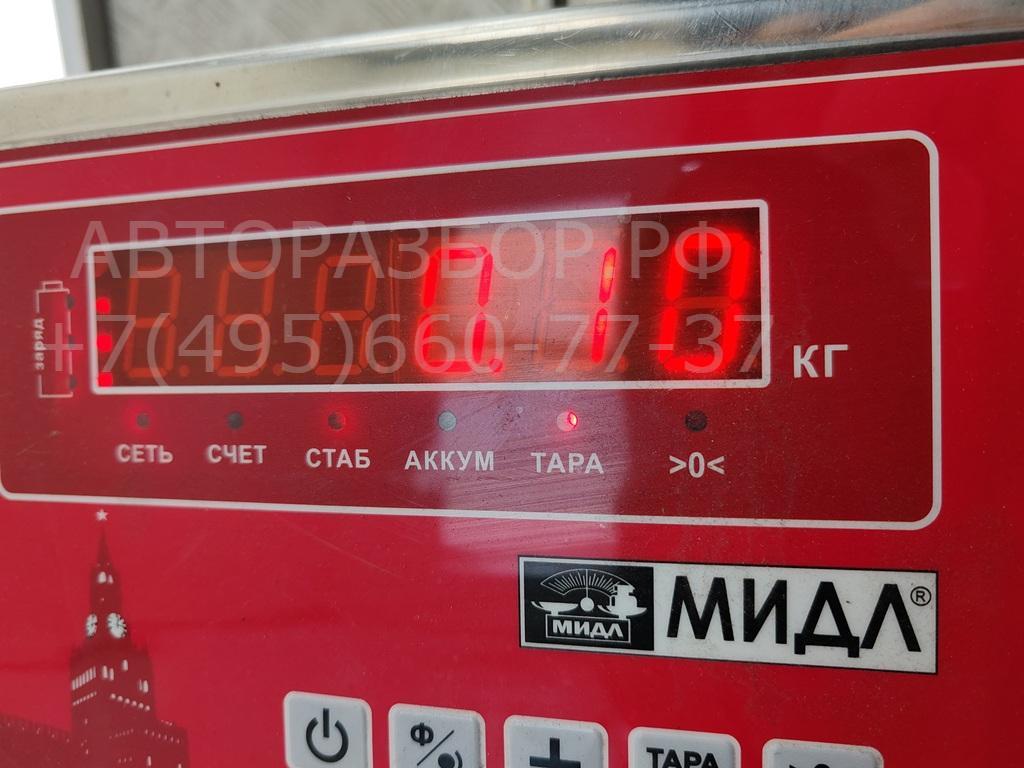 АВТОРАЗБОР.РФ
+7(495)660-77-37
заряд
0.10
КГ
СЕТЬ СЧЕТ СТАБ АККУМ ТАРА >0<
МИДЛ МИДЛ®
Ф/
+
ТАРА